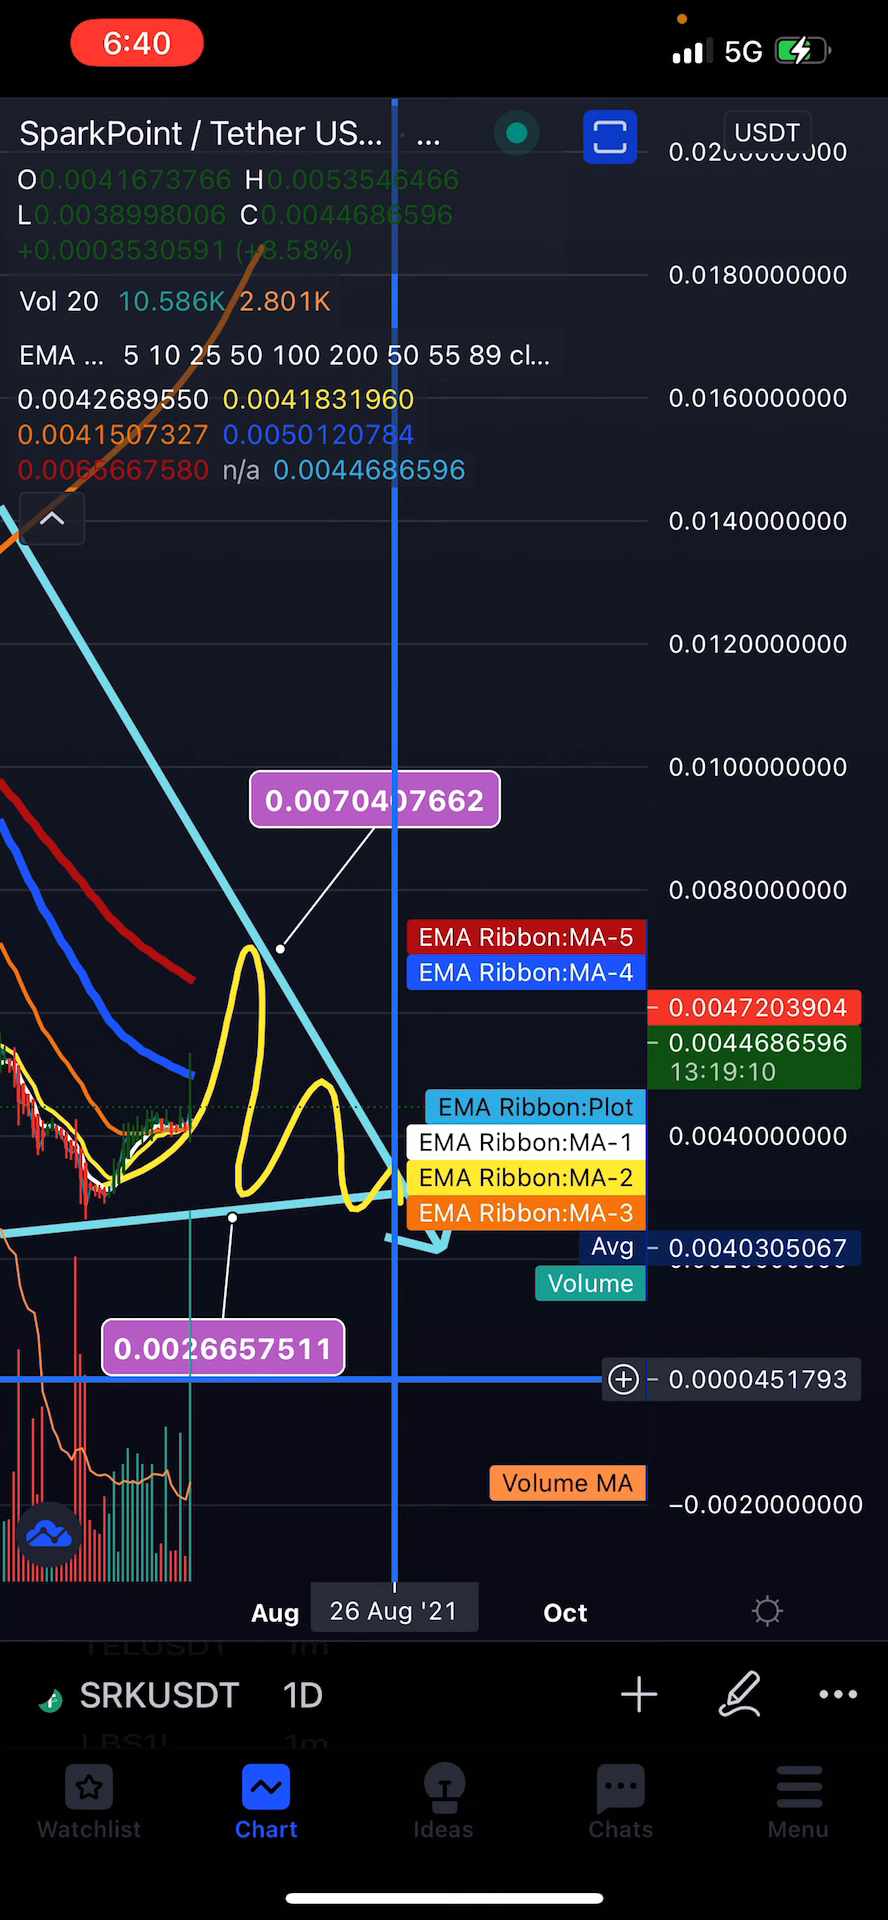 6:40
5G
SparkPoint / Tether US... · ...
USDT
O0.0041673766 H0.0053546466
L0.0038998006 C0.0044686596
+0.0003530591 (+8.58%)
Vol 20 10.586K 2.801K
EMA ... 5 10 25 50 100 200 50 55 89 cl...
0.0042689550 0.0041831960
0.0041507327 0.0050120784
0.0065667580 n/a 0.0044686596
0.0180000000
0.0160000000
0.0140000000
0.0120000000
0.0100000000
0.0070407662
0.0080000000
EMA Ribbon:MA-5
EMA Ribbon:MA-4
0.0047203904
0.0044686596
13:19:10
EMA Ribbon:Plot
EMA Ribbon:MA-1
0.0040000000
EMA Ribbon:MA-2
EMA Ribbon:MA-3
Avg 0.0040305067
Volume
0.0026657511
0.0000451793
Volume MA
−0.0020000000
Aug 26 Aug '21 Oct
TELUSDT 1m
SRKUSDT 1D
1m
Watchlist Chart Ideas Chats Menu